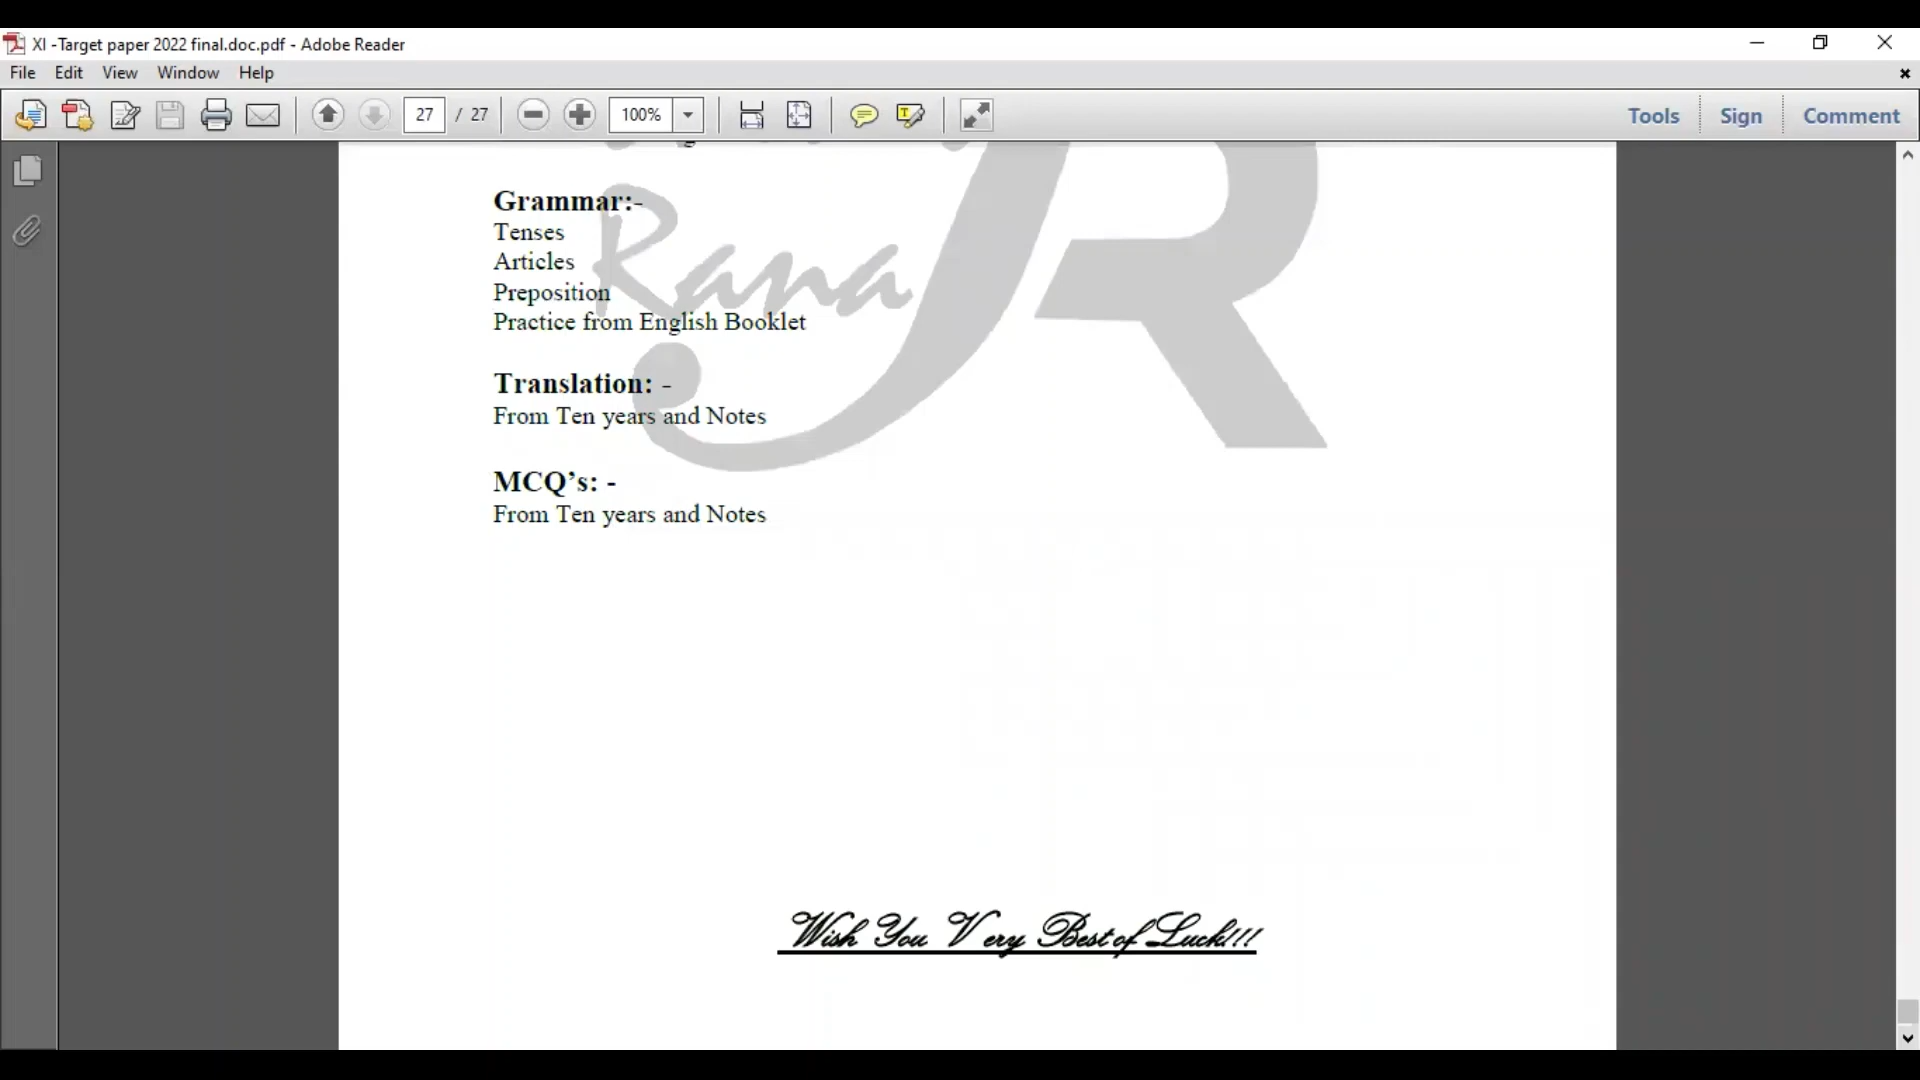 XI -Target paper 2022 final.doc.pdf - Adobe Reader
File Edit View Window Help
27 / 27 100% Tools Sign Comment
Grammar:-
Tenses
Articles
Preposition
Practice from English Booklet
Rana
JR
Translation: -
From Ten years and Notes
MCQ’s: -
From Ten years and Notes
Wish You Very Best of Luck!!!